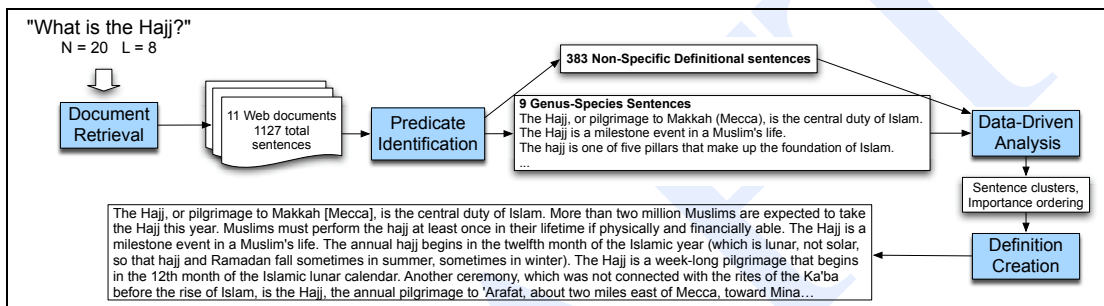 "What is the Hajj?"
N = 20 L = 8
Document
Retrieval
11 Web documents
1127 total
sentences
Predicate
Identification
383 Non-Specific Definitional sentences
9 Genus-Species Sentences
The Hajj, or pilgrimage to Makkah (Mecca), is the central duty of Islam.
The Hajj is a milestone event in a Muslim's life.
The hajj is one of five pillars that make up the foundation of Islam.
...
Data-Driven
Analysis
Sentence clusters,
Importance ordering
Definition
Creation
The Hajj, or pilgrimage to Makkah [Mecca], is the central duty of Islam. More than two million Muslims are expected to take
the Hajj this year. Muslims must perform the hajj at least once in their lifetime if physically and financially able. The Hajj is a
milestone event in a Muslim's life. The annual hajj begins in the twelfth month of the Islamic year (which is lunar, not solar,
so that hajj and Ramadan fall sometimes in summer, sometimes in winter). The Hajj is a week-long pilgrimage that begins
in the 12th month of the Islamic lunar calendar. Another ceremony, which was not connected with the rites of the Ka'ba
before the rise of Islam, is the Hajj, the annual pilgrimage to 'Arafat, about two miles east of Mecca, toward Mina…